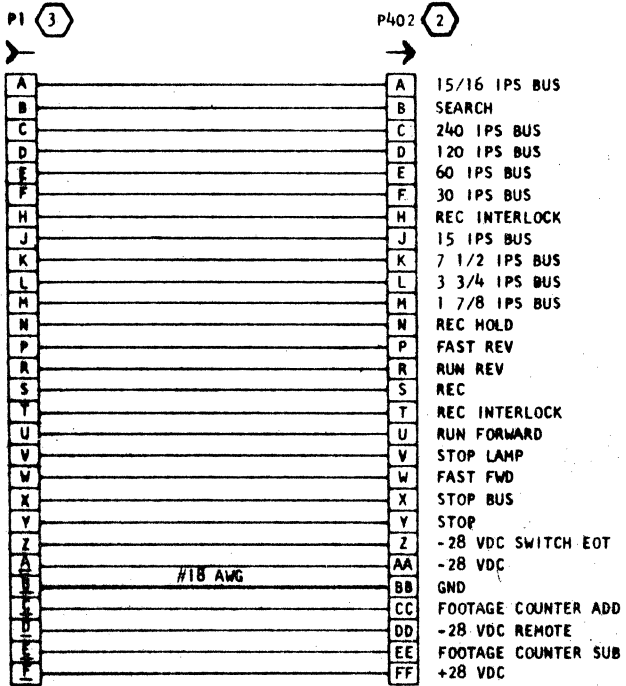 P1 3 P402 2
A A 15/16 IPS BUS
B B SEARCH
C C 240 IPS BUS
D D 120 IPS BUS
E E 60 IPS BUS
F F 30 IPS BUS
H H REC INTERLOCK
J J 15 IPS BUS
K K 7 1/2 IPS BUS
L L 3 3/4 IPS BUS
M M 1 7/8 IPS BUS
N N REC HOLD
P P FAST REV
R R RUN REV
S S REC
T T REC INTERLOCK
U U RUN FORWARD
V V STOP LAMP
W W FAST FWD
X X STOP BUS
Y Y STOP
Z Z -28 VDC SWITCH EOT
A AA -28 VDC
B #18 AWG BB GND
C CC FOOTAGE COUNTER ADD
D DD -28 VDC REMOTE
E EE FOOTAGE COUNTER SUB
F FF +28 VDC